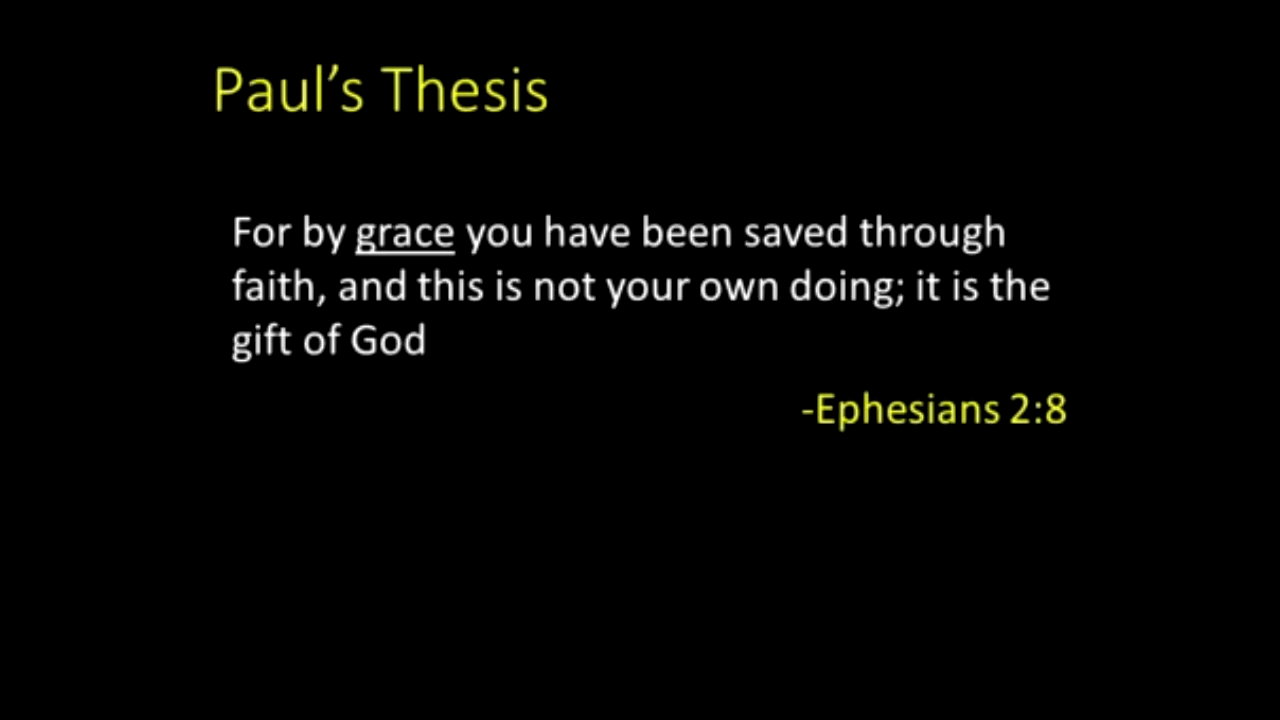 Paul’s Thesis
For by grace you have been saved through
faith, and this is not your own doing; it is the
gift of God
-Ephesians 2:8